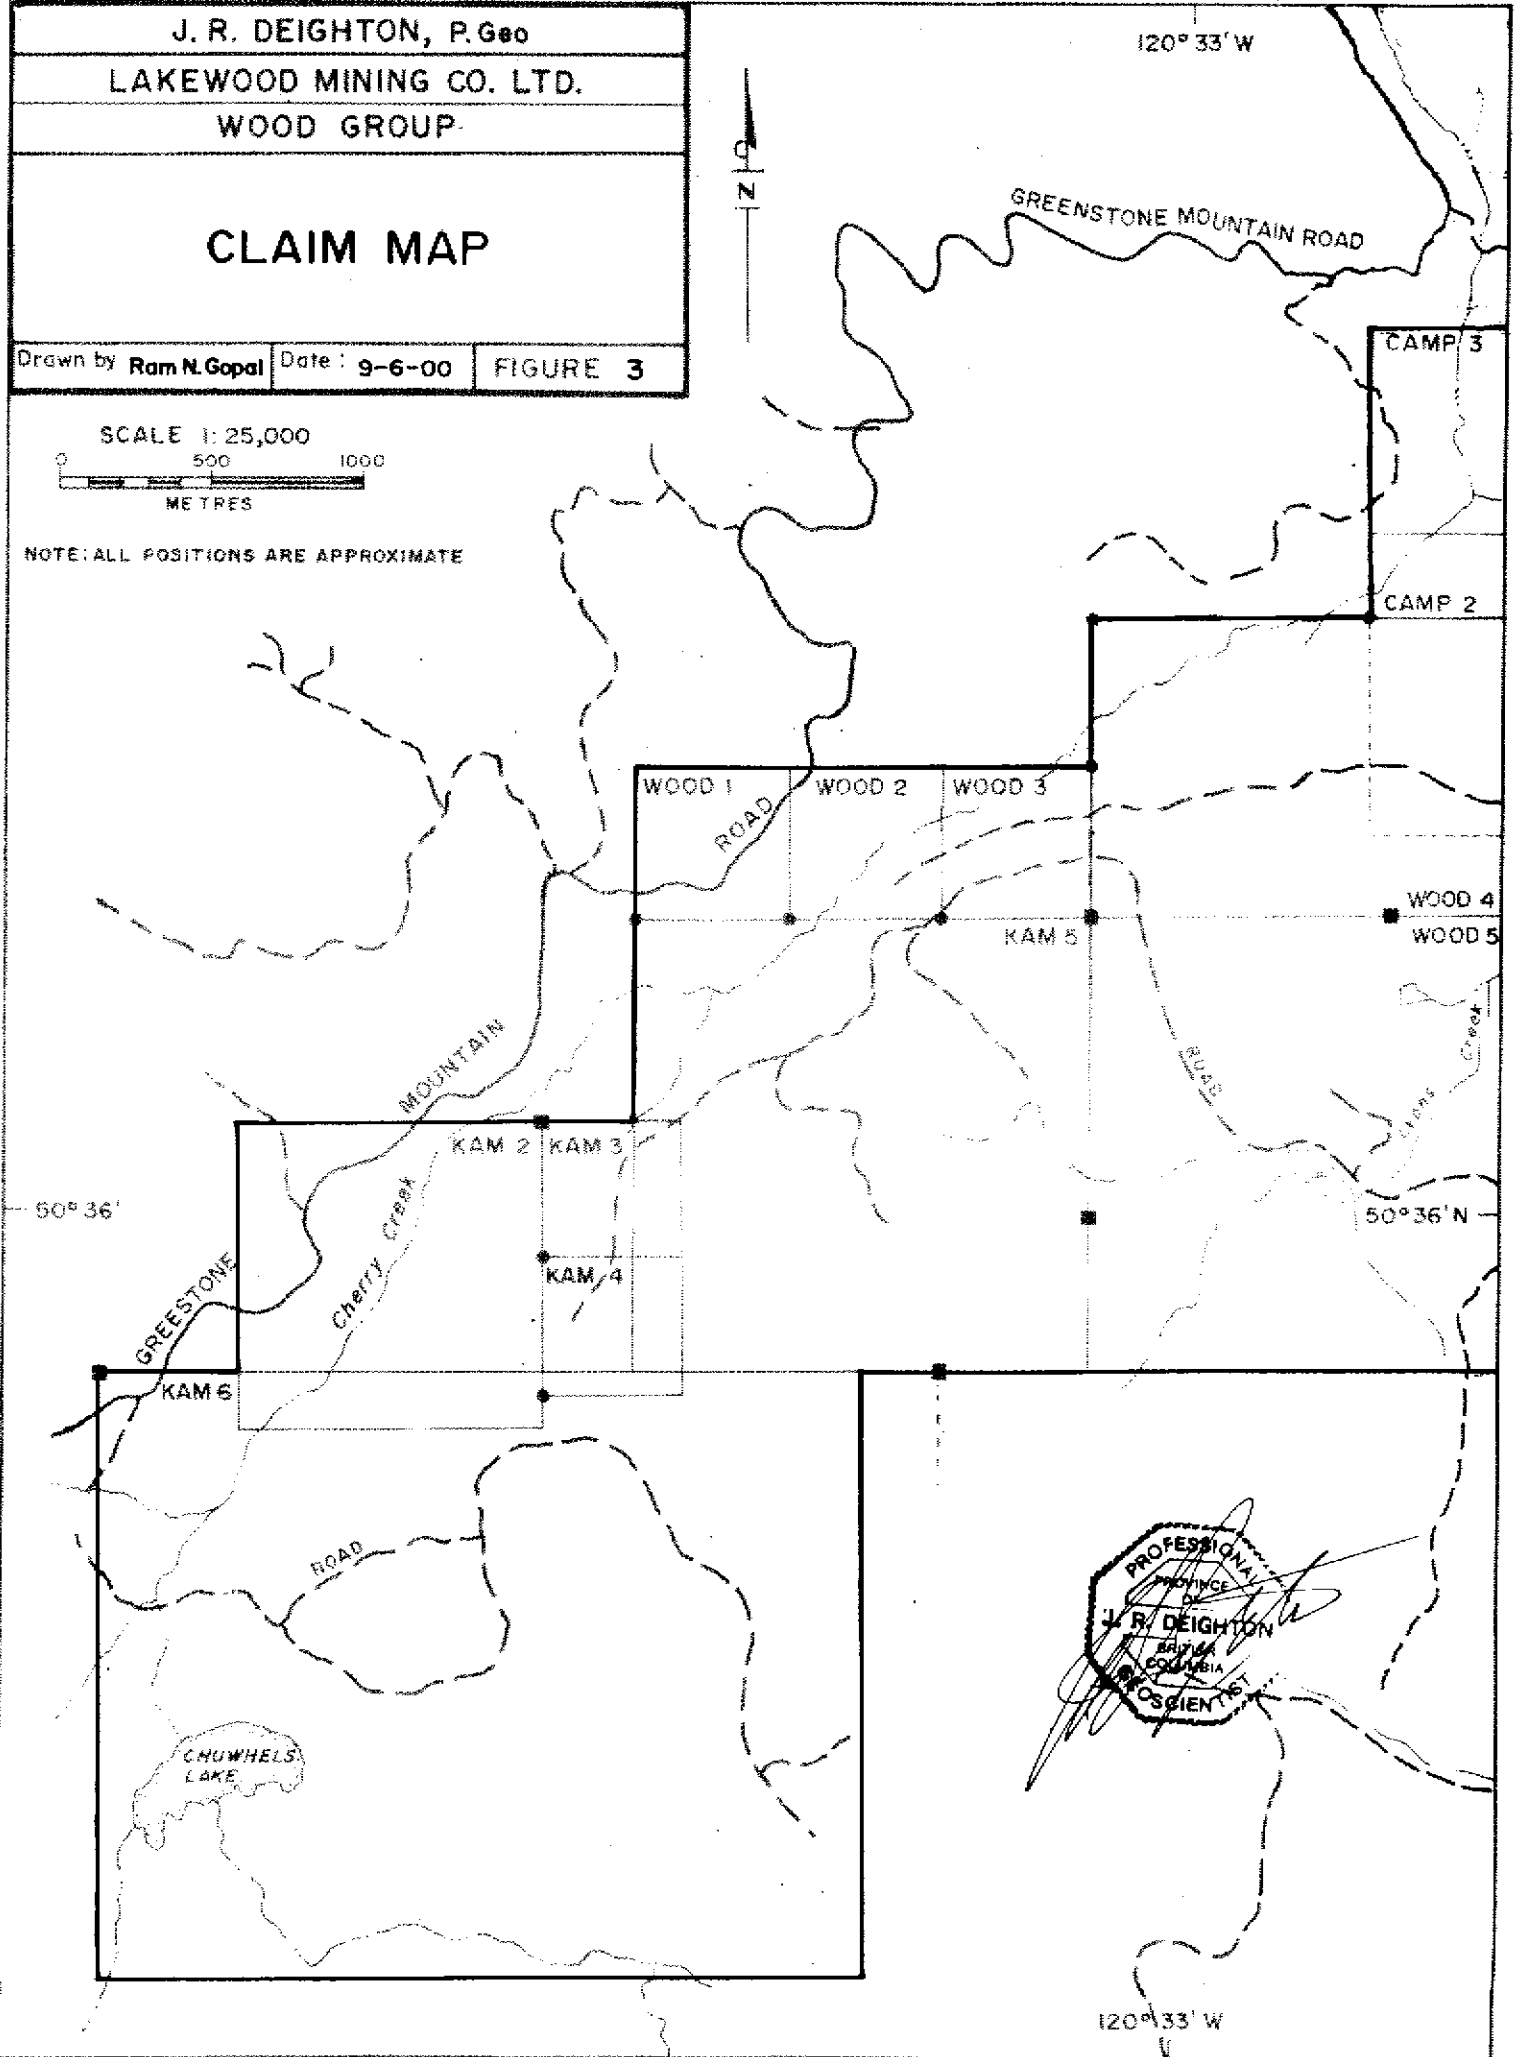 J. R. DEIGHTON, P.Geo
LAKEWOOD MINING CO. LTD.
WOOD GROUP
CLAIM MAP
Drawn by Ram N. Gopal Date: 9-6-00 FIGURE 3
SCALE 1:25,000
0 500 1000
METRES
NOTE: ALL POSITIONS ARE APPROXIMATE
N
120° 33' W
GREENSTONE MOUNTAIN ROAD
CAMP 3
CAMP 2
WOOD 1 WOOD 2 WOOD 3
ROAD
WOOD 4
KAM 5
WOOD 5
MOUNTAIN
Creek
KAM 2 KAM 3
Cherry Creek
50° 36'
50° 36' N
GREESTONE
KAM 4
KAM 6
ROAD
CHUWHELS
LAKE
PROFESSIONAL
PROVINCE
OF
J. R. DEIGHTON
BRITISH
COLUMBIA
GEOSCIENTIST
120° 33' W